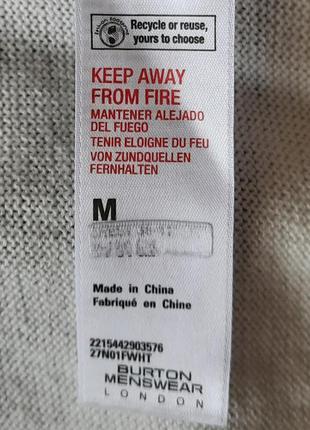 Recycle or reuse,
yours to choose
KEEP AWAY
FROM FIRE
MANTENER ALEJADO
DEL FUEGO
TENIR ELOIGNE DU FEU
VON ZUNDQUELLEN
FERNHALTEN
M
Made in China
Fabriqué en Chine
2215442903576
27N01FWHT
BURTON
MENSWEAR
LONDON